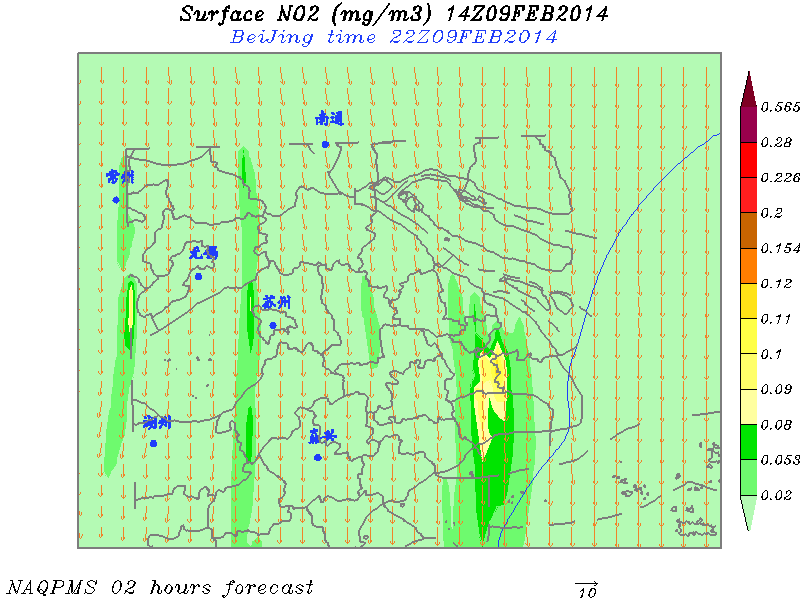 Surface NO2 (mg/m3) 14Z09FEB2014
BeiJing time 22Z09FEB2014
南通
常州
无锡
苏州
湖州
嘉兴
0.565
0.28
0.226
0.2
0.154
0.12
0.11
0.1
0.09
0.08
0.053
0.02
NAQPMS 02 hours forecast
10